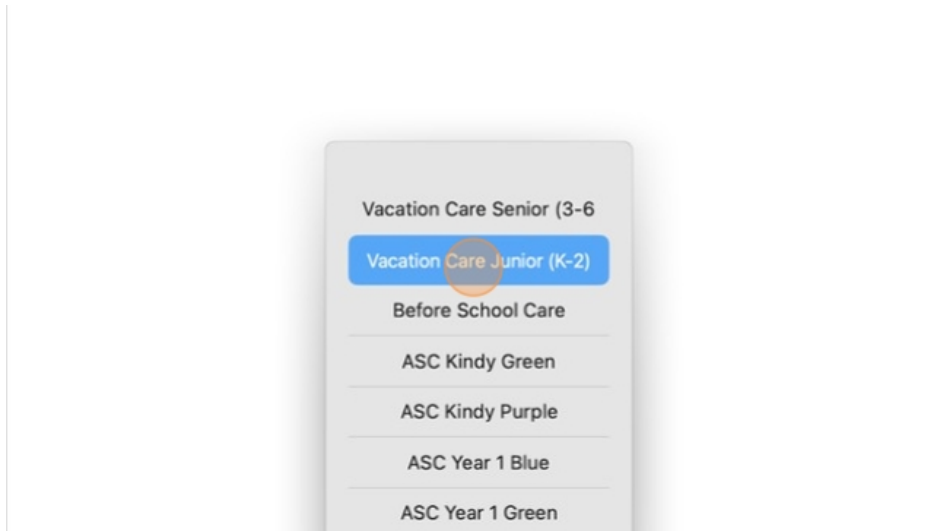 Vacation Care Senior (3-6
Vacation Care Junior (K-2)
Before School Care
ASC Kindy Green
ASC Kindy Purple
ASC Year 1 Blue
ASC Year 1 Green